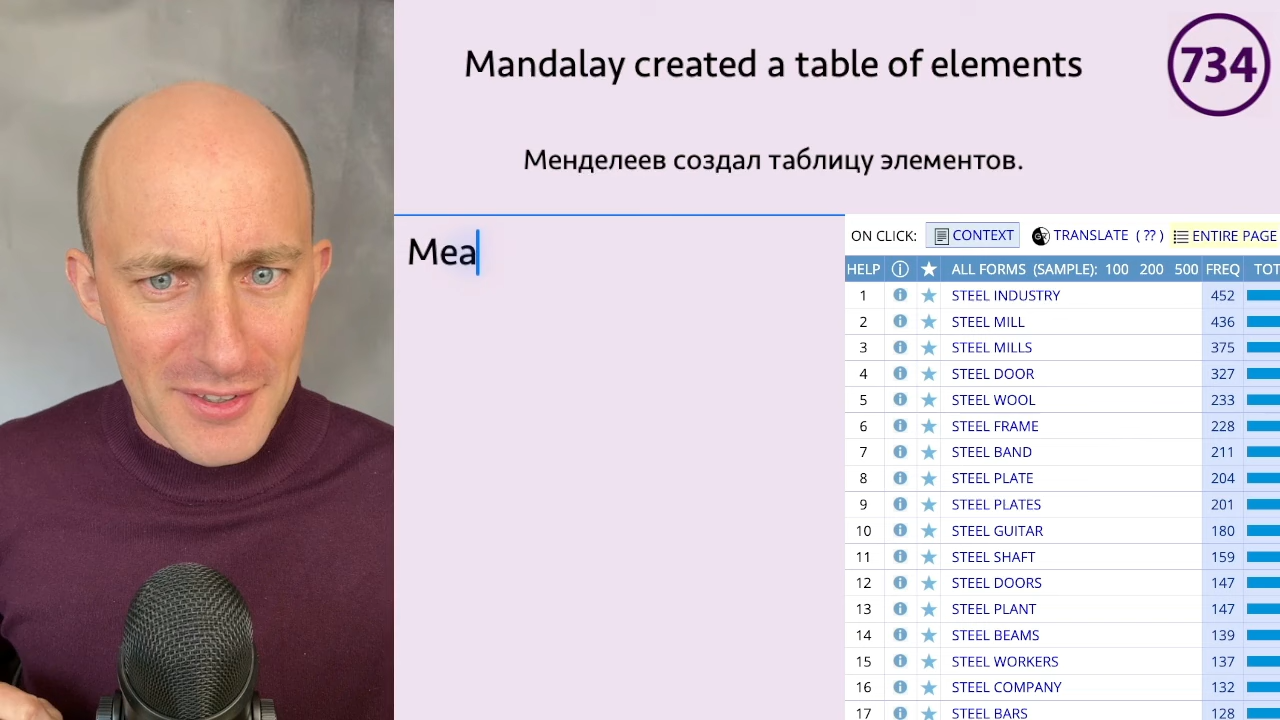 Mandalay created a table of elements
734
Менделеев создал таблицу элементов.
Меа
ON CLICK: CONTEXT TRANSLATE ( ?? ) ENTIRE PAGE
HELP ALL FORMS (SAMPLE): 100 200 500 FREQ TOT
1 STEEL INDUSTRY 452
2 STEEL MILL 436
3 STEEL MILLS 375
4 STEEL DOOR 327
5 STEEL WOOL 233
6 STEEL FRAME 228
7 STEEL BAND 211
8 STEEL PLATE 204
9 STEEL PLATES 201
10 STEEL GUITAR 180
11 STEEL SHAFT 159
12 STEEL DOORS 147
13 STEEL PLANT 147
14 STEEL BEAMS 139
15 STEEL WORKERS 137
16 STEEL COMPANY 132
17 STEEL BARS 128